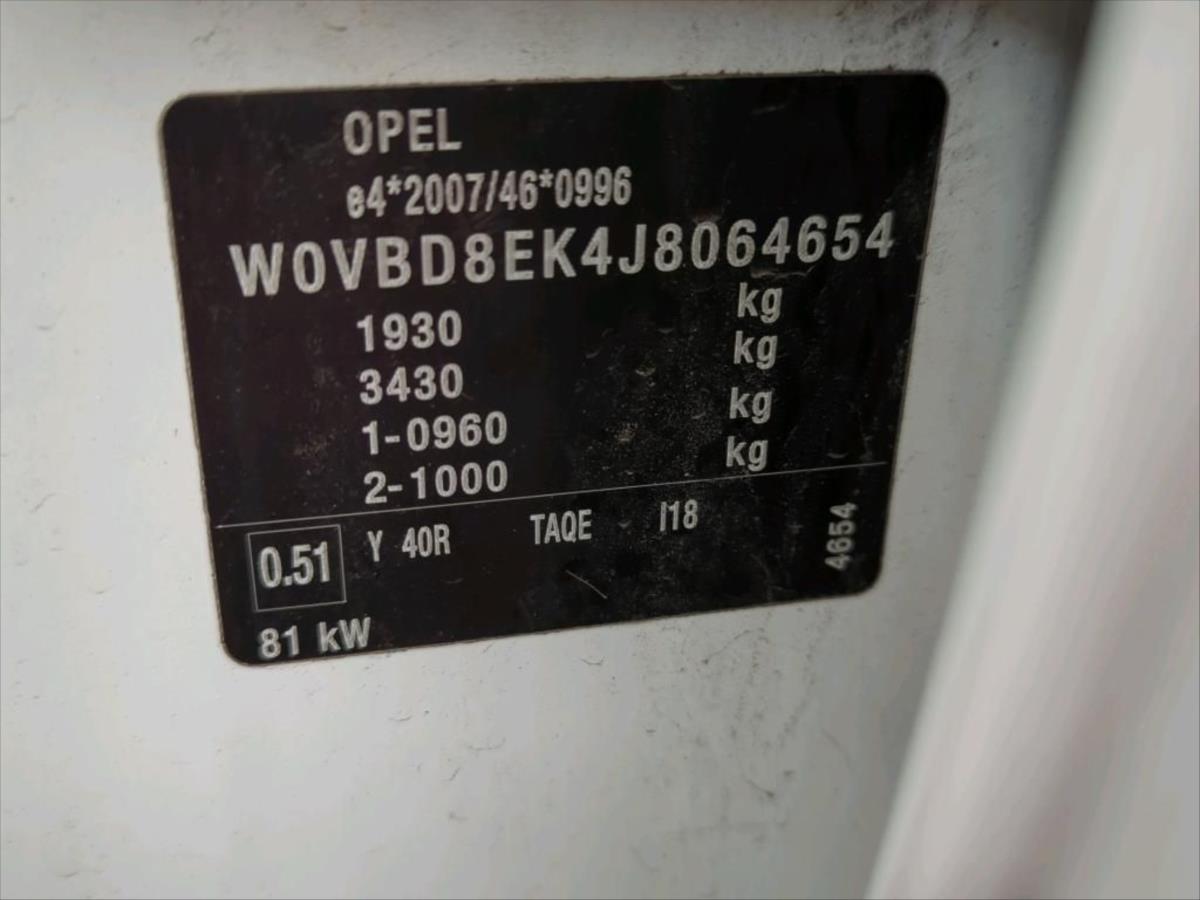 OPEL
e4*2007/46*0996
W0VBD8EK4J8064654
1930 kg
3430 kg
1-0960 kg
2-1000 kg
0.51 Y 40R TAQE I18
4654
81 kW